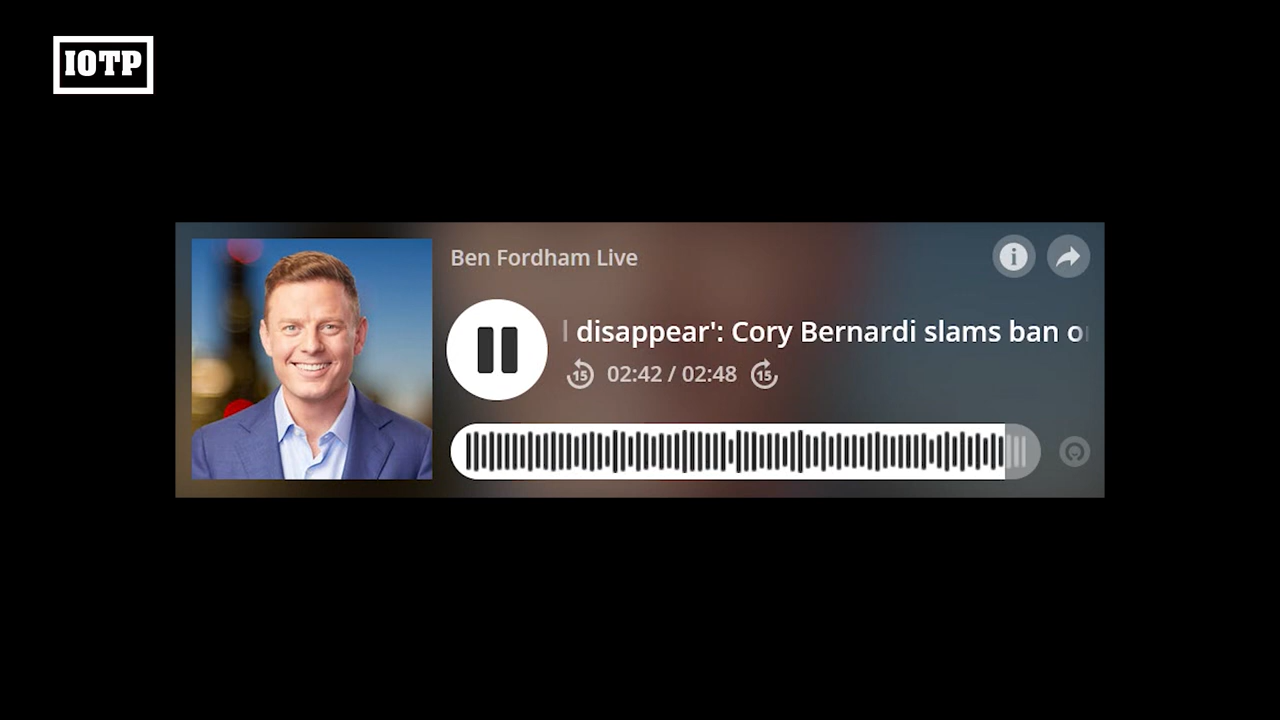 IOTP
Ben Fordham Live
disappear': Cory Bernardi slams ban o
15 02:42 / 02:48 15